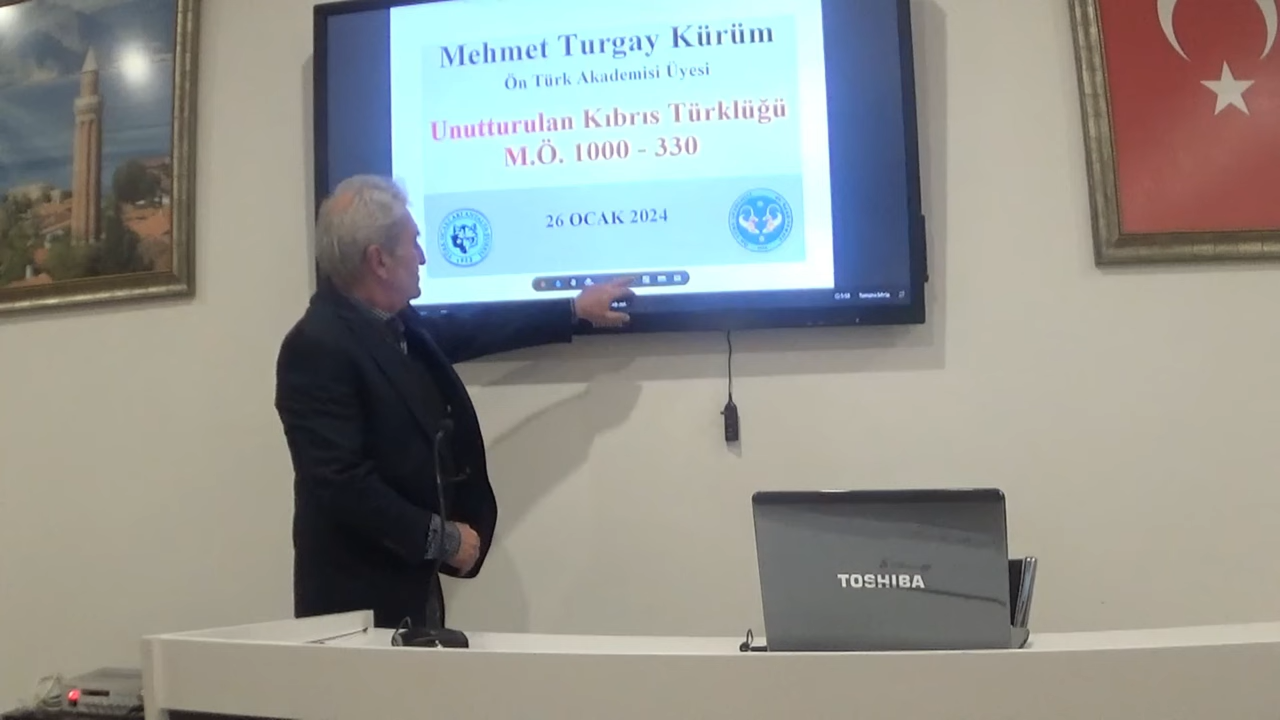 Mehmet Turgay Kürüm
Ön Türk Akademisi Üyesi
Unutturulan Kıbrıs Türklüğü
M.Ö. 1000 - 330
26 OCAK 2024
TOSHIBA